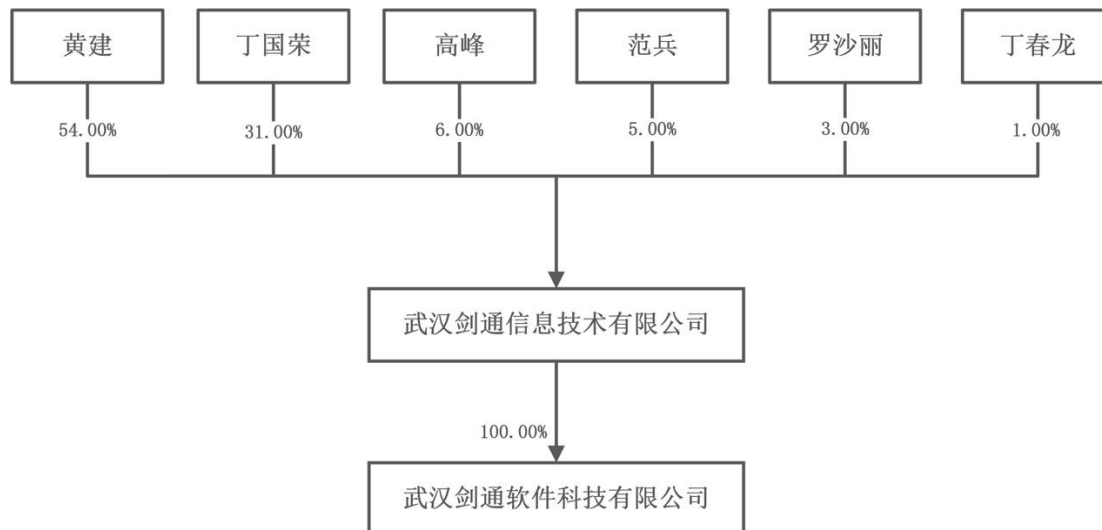 黄建 丁国荣 高峰 范兵 罗沙丽 丁春龙
54.00% 31.00% 6.00% 5.00% 3.00% 1.00%
武汉剑通信息技术有限公司
100.00%
武汉剑通软件科技有限公司